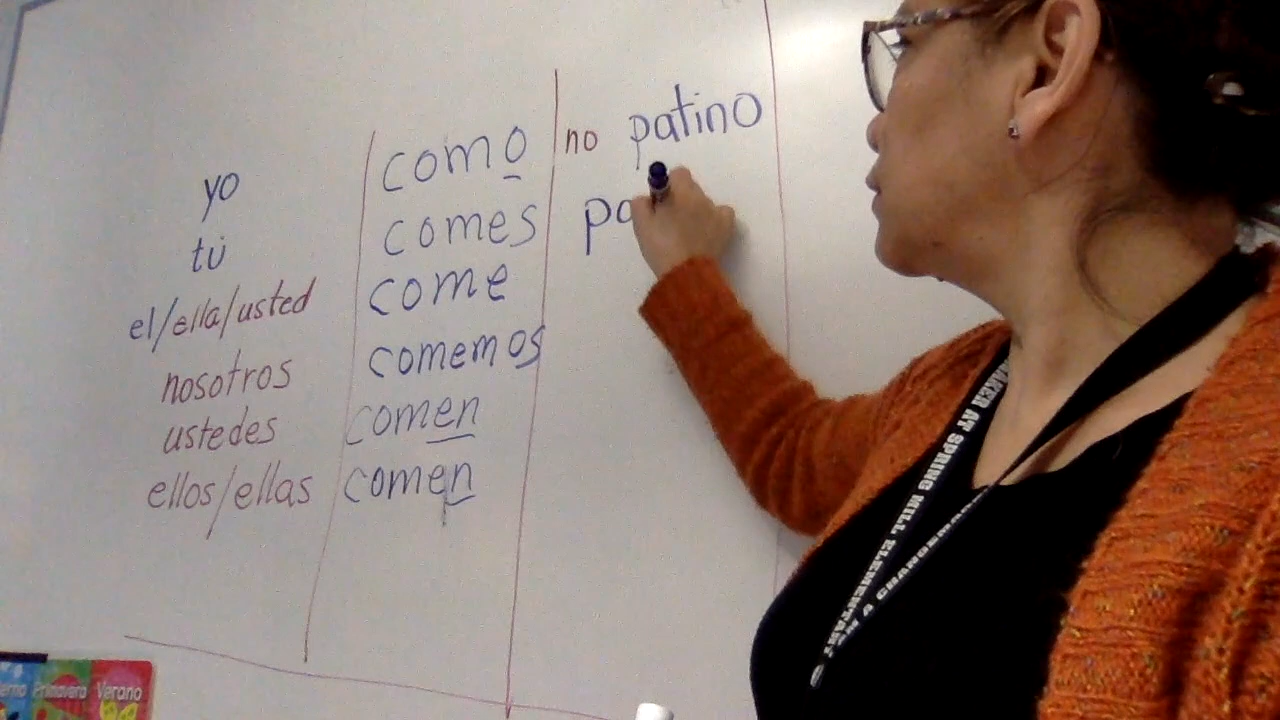 yo como no patino
tú comes pa
el/ella/usted come
nosotros comemos
ustedes comen
ellos/ellas comen
Primavera Verano